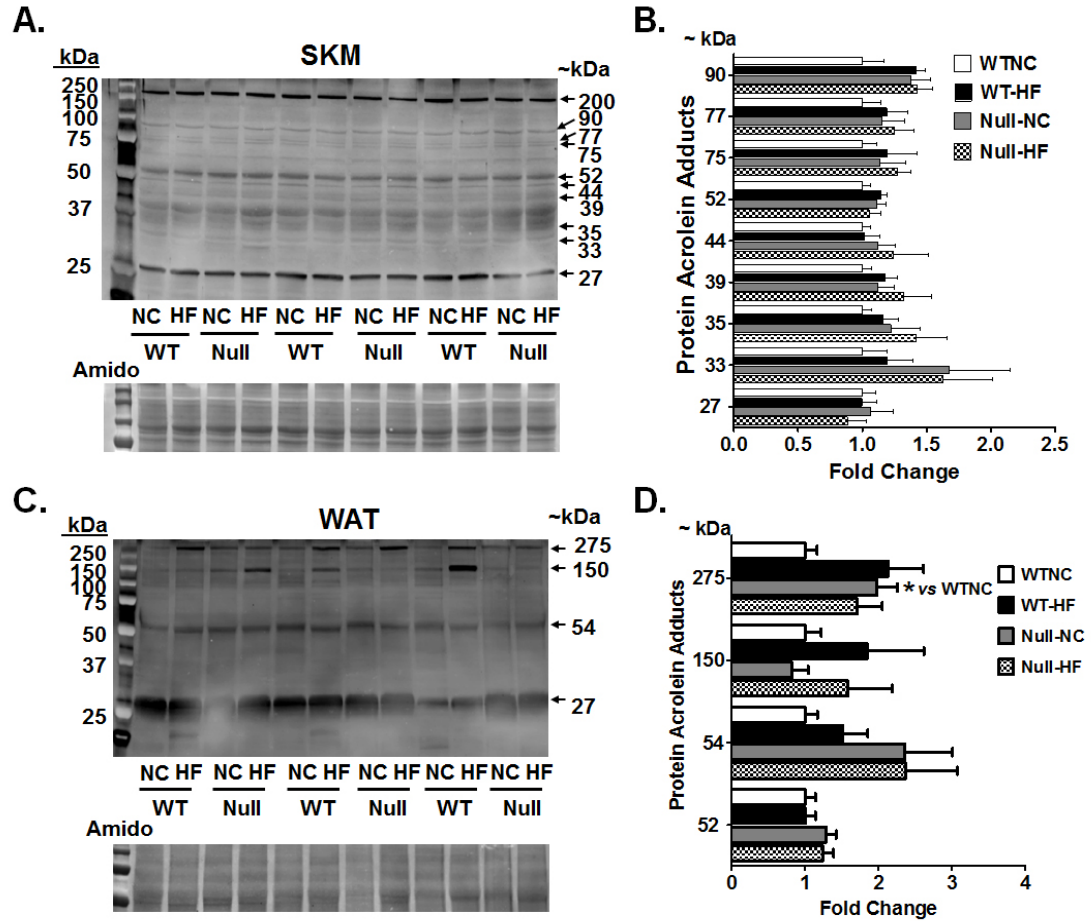 A.
SKM
kDa
250
150
100
75
50
37
25
~kDa
200
90
77
75
52
44
39
35
33
27
NC HF NC HF NC HF NC HF NC HF NC HF
WT Null WT Null WT Null
Amido
B.
~ kDa
Protein Acrolein Adducts
90
77
75
52
44
39
35
33
27
0.0 0.5 1.0 1.5 2.0 2.5
Fold Change
WTNC
WT-HF
Null-NC
Null-HF
C.
WAT
kDa
250
150
100
75
50
37
25
~kDa
275
150
54
27
NC HF NC HF NC HF NC HF NC HF NC HF
WT Null WT Null WT Null
Amido
D.
~ kDa
Protein Acrolein Adducts
275
150
54
52
* vs WTNC
0 1 2 3 4
Fold Change
WTNC
WT-HF
Null-NC
Null-HF